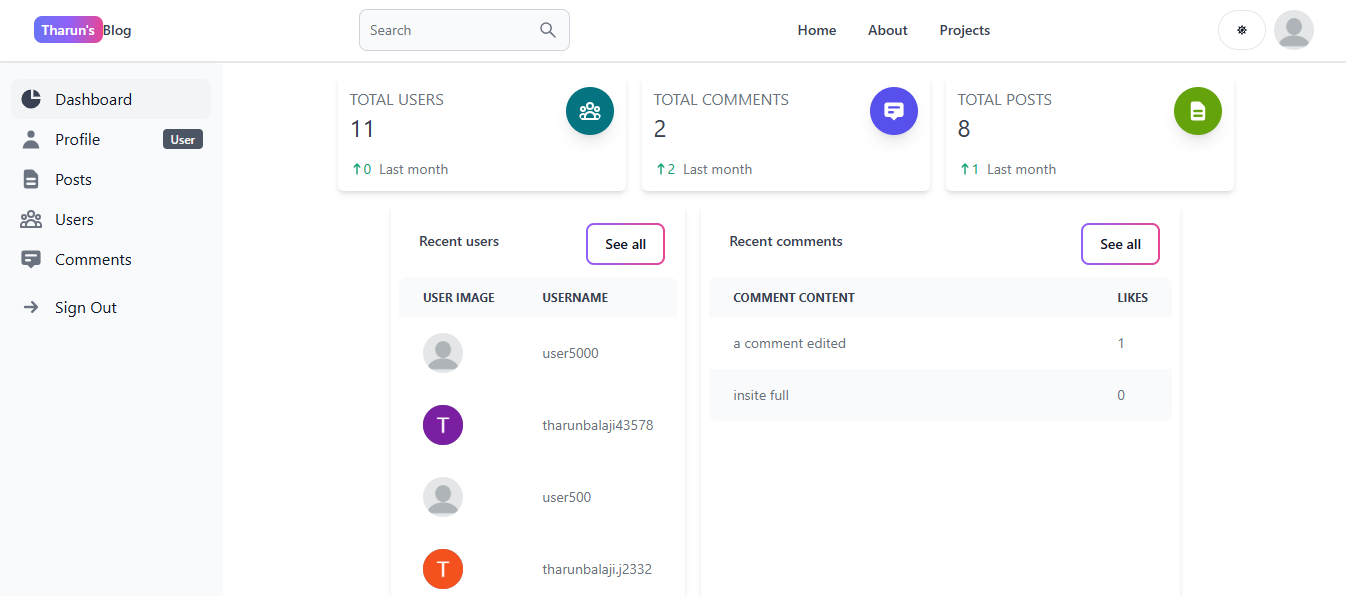 Tharun's Blog
Search
Home About Projects
Dashboard
Profile User
Posts
Users
Comments
Sign Out
TOTAL USERS
11
0 Last month
TOTAL COMMENTS
2
2 Last month
TOTAL POSTS
8
1 Last month
Recent users See all
USER IMAGE USERNAME
user5000
T tharunbalaji43578
user500
T tharunbalaji.j2332
Recent comments See all
COMMENT CONTENT LIKES
a comment edited 1
insite full 0